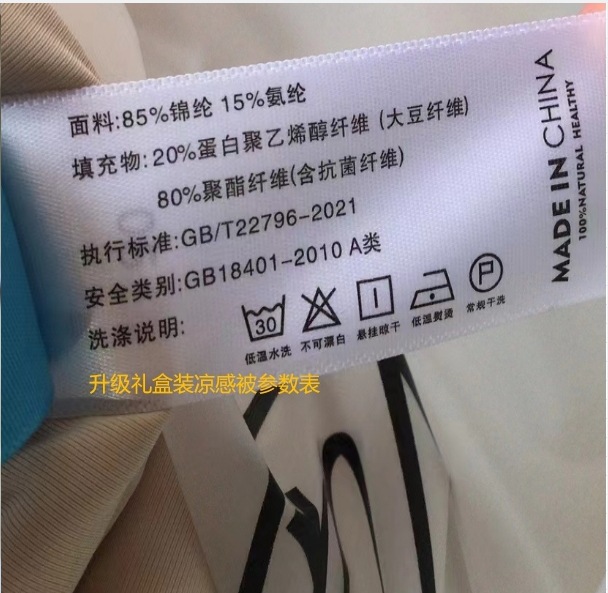 面料:85%锦纶 15%氨纶
填充物:20%蛋白聚乙烯醇纤维 (大豆纤维)
80%聚酯纤维(含抗菌纤维)
执行标准:GB/T22796-2021
安全类别:GB18401-2010 A类
洗涤说明:
30
P
低温水洗 不可漂白 悬挂晾干 低温熨烫 常规干洗
MADE IN CHINA
100%NATURAL HEALTHY
升级礼盒装凉感被参数表